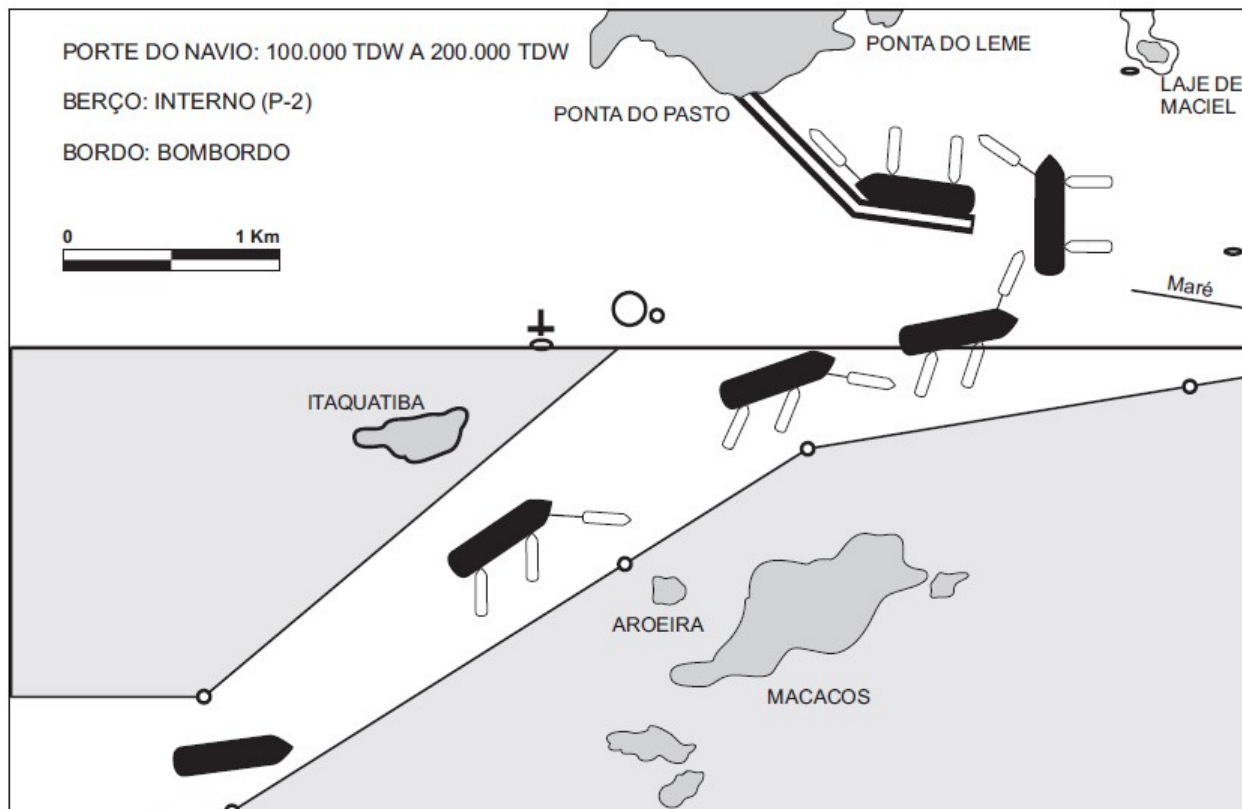 PORTE DO NAVIO: 100.000 TDW A 200.000 TDW
BERÇO: INTERNO (P-2)
BORDO: BOMBORDO
0 1 Km
PONTA DO LEME
LAJE DE
MACIEL
PONTA DO PASTO
Maré
ITAQUATIBA
AROEIRA
MACACOS